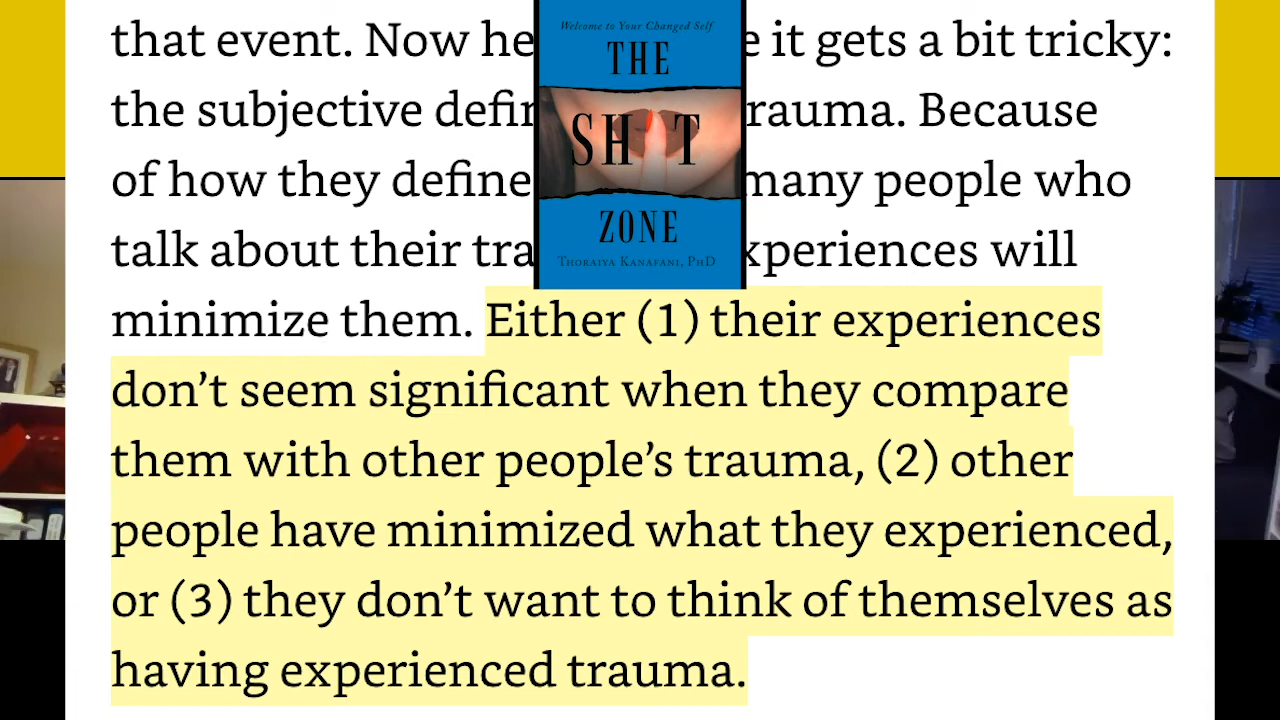 that event. Now he
e it gets a bit tricky:
the subjective defin
rauma. Because
of how they define
many people who
talk about their tra
xperiences will
minimize them. Either (1) their experiences
don't seem significant when they compare
them with other people's trauma, (2) other
people have minimized what they experienced,
or (3) they don't want to think of themselves as
having experienced trauma.
Welcome to Your Changed Self
THE
SH T
ZONE
Thoraiya Kanafani, PhD